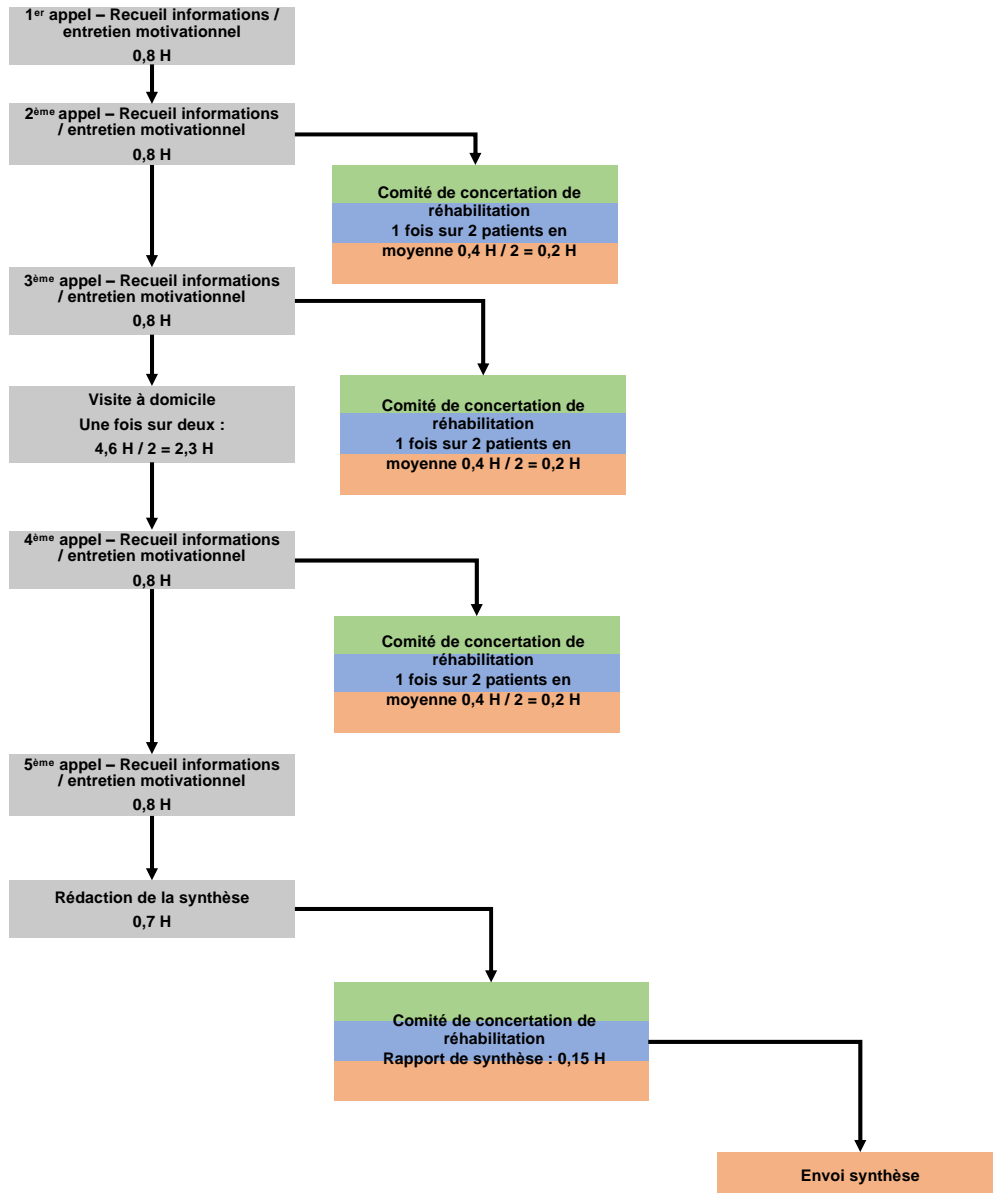 1er appel – Recueil informations /
entretien motivationnel
0,8 H
2ème appel – Recueil informations
/ entretien motivationnel
0,8 H
Comité de concertation de
réhabilitation
1 fois sur 2 patients en
moyenne 0,4 H / 2 = 0,2 H
3ème appel – Recueil informations
/ entretien motivationnel
0,8 H
Visite à domicile
Une fois sur deux :
4,6 H / 2 = 2,3 H
Comité de concertation de
réhabilitation
1 fois sur 2 patients en
moyenne 0,4 H / 2 = 0,2 H
4ème appel – Recueil informations
/ entretien motivationnel
0,8 H
Comité de concertation de
réhabilitation
1 fois sur 2 patients en
moyenne 0,4 H / 2 = 0,2 H
5ème appel – Recueil informations
/ entretien motivationnel
0,8 H
Rédaction de la synthèse
0,7 H
Comité de concertation de
réhabilitation
Rapport de synthèse : 0,15 H
Envoi synthèse